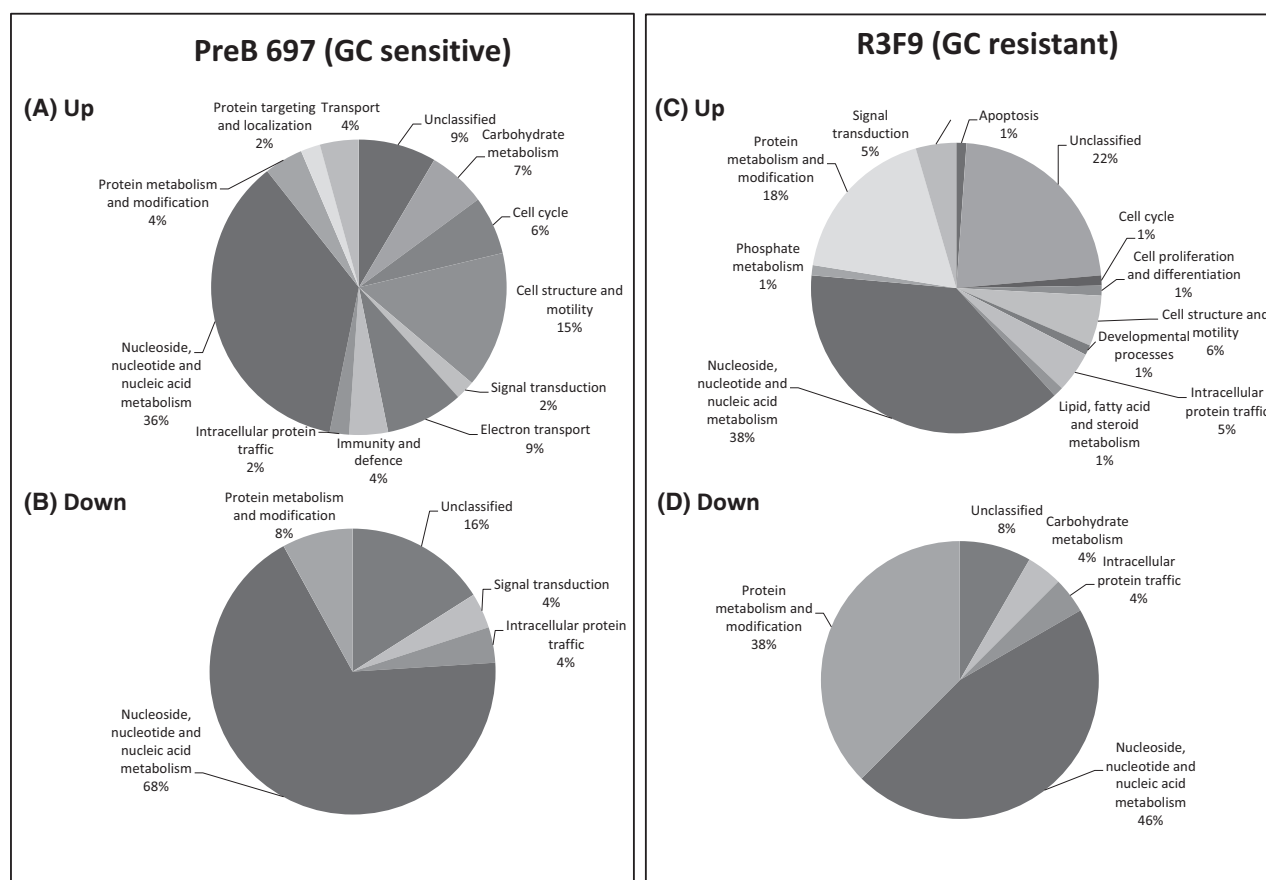 PreB 697 (GC sensitive)
(A) Up
Protein targeting
and localization
2%
Transport
4%
Unclassified
9%
Carbohydrate
metabolism
7%
Cell cycle
6%
Cell structure and
motility
15%
Signal transduction
2%
Electron transport
9%
Immunity and
defence
4%
Intracellular protein
traffic
2%
Nucleoside,
nucleotide and
nucleic acid
metabolism
36%
Protein metabolism
and modification
4%
(B) Down
Protein metabolism
and modification
8%
Unclassified
16%
Signal transduction
4%
Intracellular protein
traffic
4%
Nucleoside,
nucleotide and
nucleic acid
metabolism
68%
R3F9 (GC resistant)
(C) Up
Signal
transduction
5%
Apoptosis
1%
Unclassified
22%
Cell cycle
1%
Cell proliferation
and differentiation
1%
Cell structure and
motility
6%
Developmental
processes
1%
Intracellular
protein traffic
5%
Lipid, fatty acid
and steroid
metabolism
1%
Nucleoside,
nucleotide and
nucleic acid
metabolism
38%
Phosphate
metabolism
1%
Protein
metabolism and
modification
18%
(D) Down
Unclassified
8%
Carbohydrate
metabolism
4%
Intracellular
protein traffic
4%
Nucleoside,
nucleotide and
nucleic acid
metabolism
46%
Protein
metabolism and
modification
38%